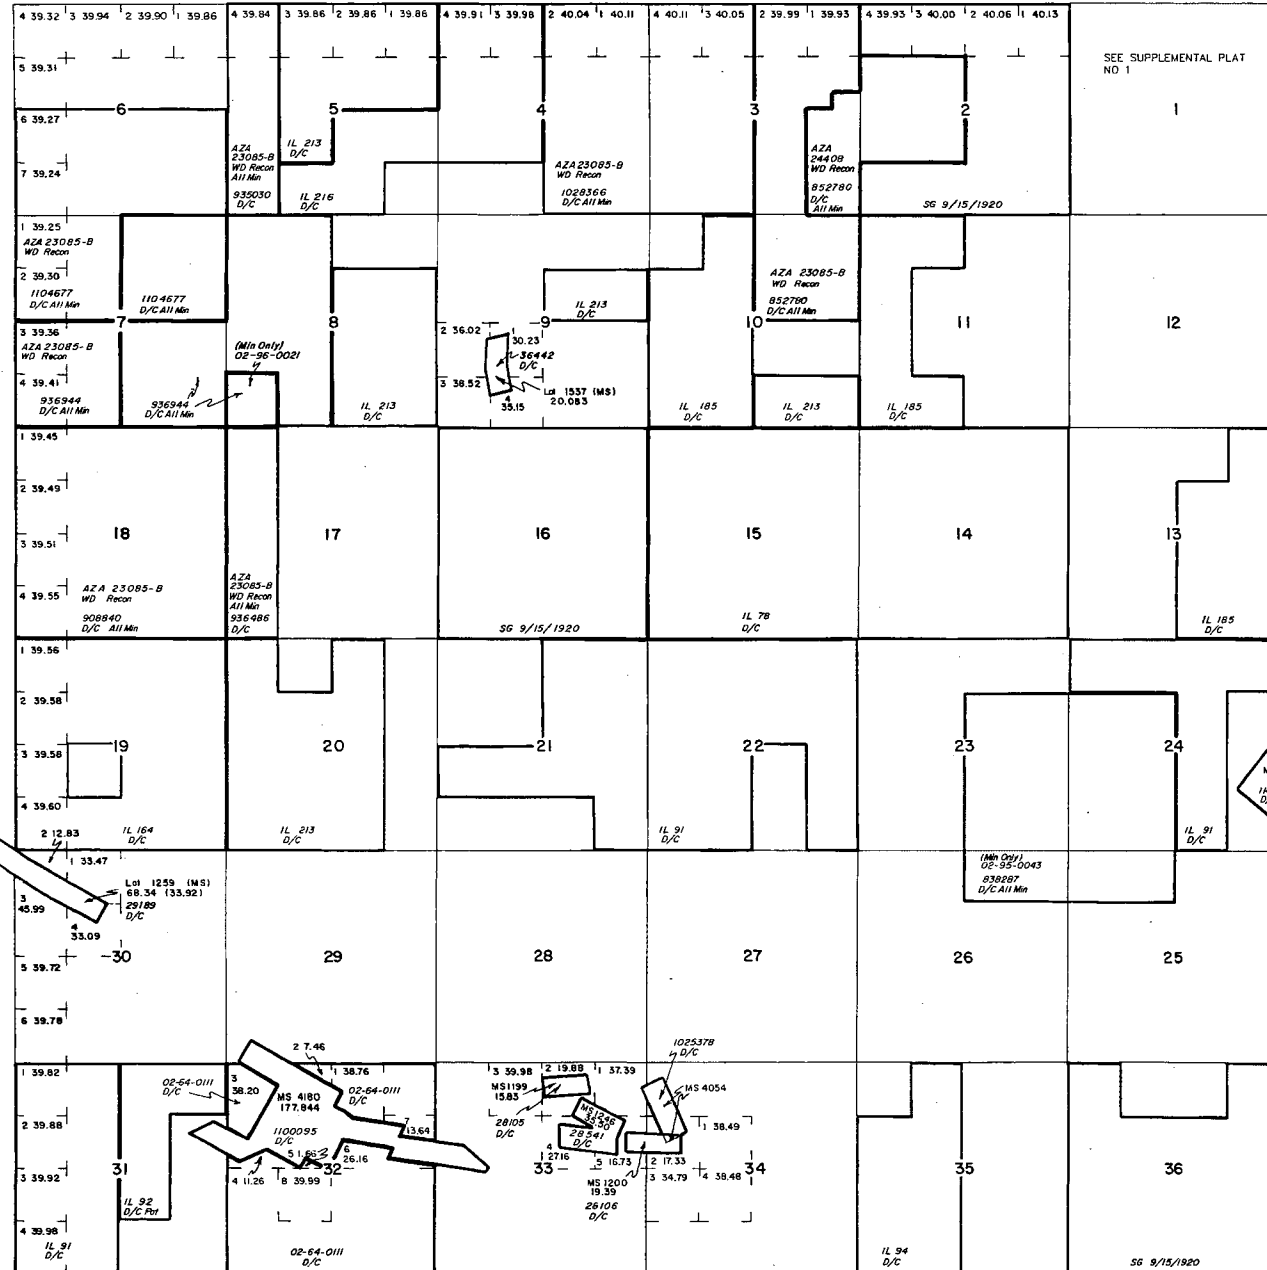 4 39.32 3 39.94 2 39.90 1 39.86 4 39.84 3 39.86 2 39.86 1 39.86 4 39.91 3 39.98 2 40.04 1 40.11 4 40.11 3 40.05 2 39.99 1 39.93 4 39.93 3 40.00 2 40.06 1 40.13
SEE SUPPLEMENTAL PLAT
NO 1
5 39.31
6 39.27
7 39.24
6
5
4
3
2
1
IL 213
D/C
AZA
23085-B
WD Recon
All Min
935030
D/C
IL 216
D/C
AZA 23085-B
WD Recon
1028366
D/C All Min
AZA
24408
WD Recon
852780
D/C
All Min
SG 9/15/1920
1 39.25
AZA 23085-B
WD Recon
2 39.30
1104677
D/C All Min
1104677
D/C All Min
7
3 39.36
AZA 23085-B
WD Recon
4 39.41
936944
D/C All Min
936944
D/C All Min
(Min Only)
02-96-0021
8
IL 213
D/C
IL 213
D/C
9
2 36.02
1
30.23
36442
D/C
3 38.52
Lot 1537 (MS)
20.083
4
35.15
AZA 23085-B
WD Recon
852780
D/C All Min
10
IL 185
D/C
IL 213
D/C
IL 185
D/C
11
12
1 39.45
2 39.49
3 39.51
4 39.55
18
AZA 23085-B
WD Recon
908840
D/C All Min
AZA
23085-B
WD Recon
All Min
936486
D/C
17
16
SG 9/15/1920
15
IL 78
D/C
14
13
IL 185
D/C
1 39.56
2 39.58
3 39.58
4 39.60
19
IL 164
D/C
20
IL 213
D/C
21
22
IL 91
D/C
23
24
IL 91
D/C
(Min Only)
02-95-0043
838287
D/C All Min
2 12.83
1 33.47
Lot 1259 (MS)
68.34 (33.92)
29189
D/C
3
45.99
4
33.09
5 39.72
6 39.78
30
29
28
27
26
25
1 39.82
2 39.88
3 39.92
4 39.98
31
IL 91
D/C
IL 92
D/C Pat
02-64-0111
D/C
3
38.20
2 7.46
1 38.76
02-64-0111
D/C
MS 4180
177.844
1100095
D/C
7
13.64
5 1.66
6
26.16
32
4 11.26
8 39.99
02-64-0111
D/C
3 39.98
2 19.88
1 37.39
MS1199
15.83
28105
D/C
MS1246
35.30
28541
D/C
4
27.16
33
5 16.73
MS 1200
19.39
26106
D/C
1025378
D/C
MS 4054
1 38.49
2 17.33
3 34.79
4 38.48
34
35
IL 94
D/C
36
SG 9/15/1920